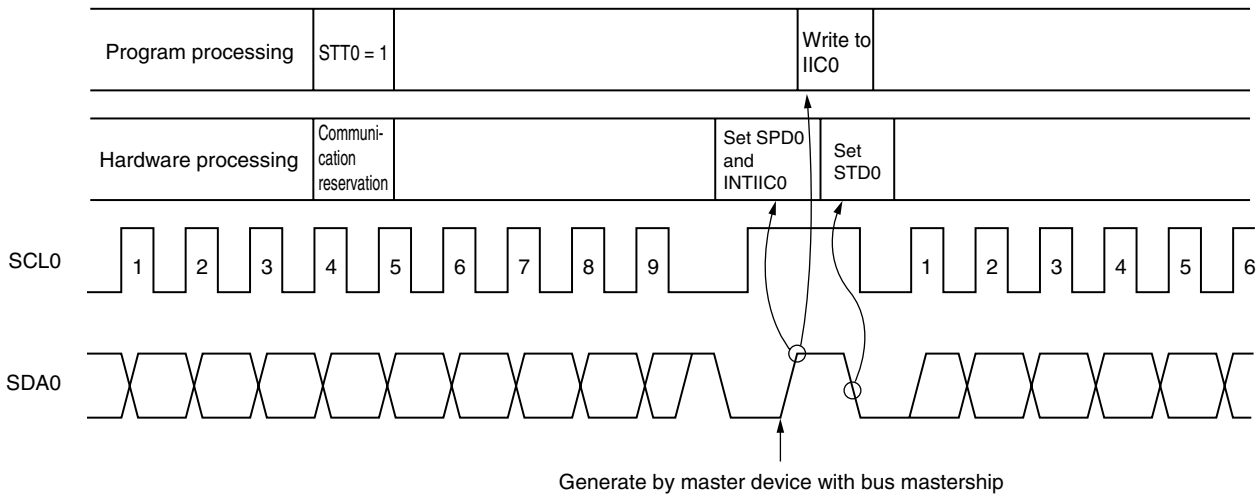 Program processing
STT0 = 1
Write to
IIC0
Hardware processing
Communi-
cation
reservation
Set SPD0
and
INTIIC0
Set
STD0
SCL0
1 2 3 4 5 6 7 8 9 1 2 3 4 5 6
SDA0
Generate by master device with bus mastership